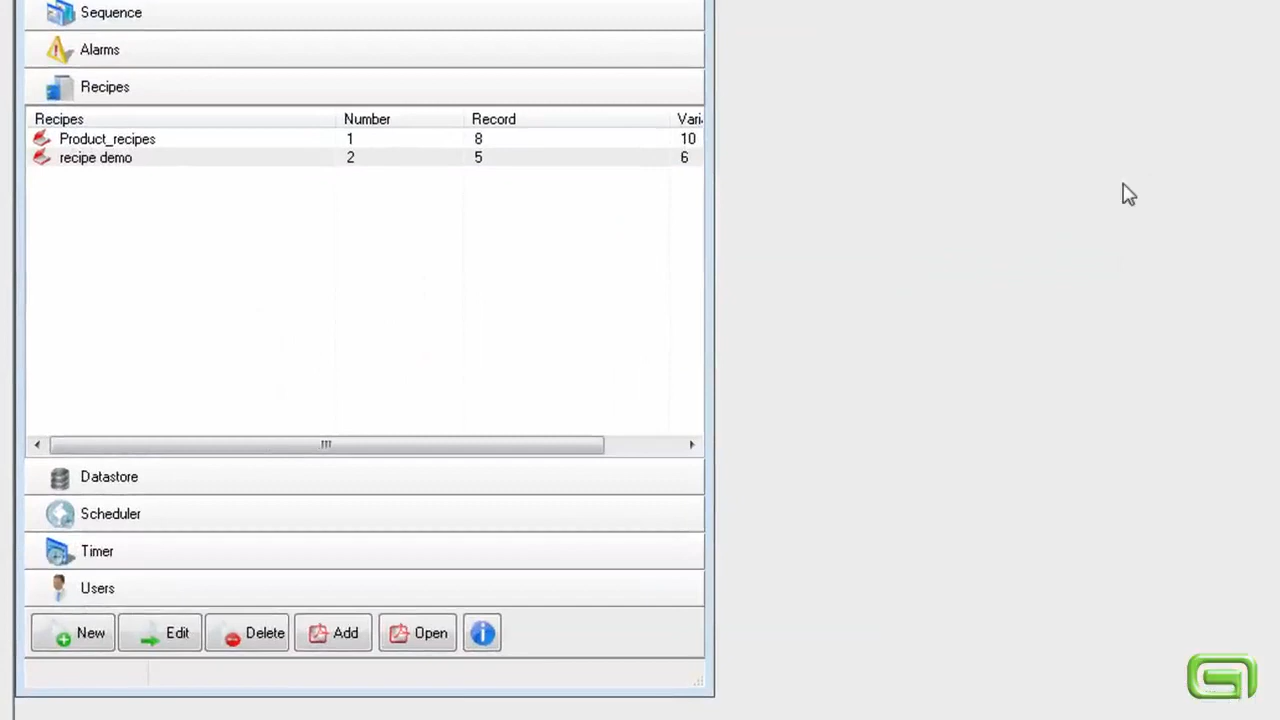 Sequence
Alarms
Recipes
Recipes Number Record Vari
Product_recipes 1 8 10
recipe demo 2 5 6
Datastore
Scheduler
Timer
Users
New Edit Delete Add Open